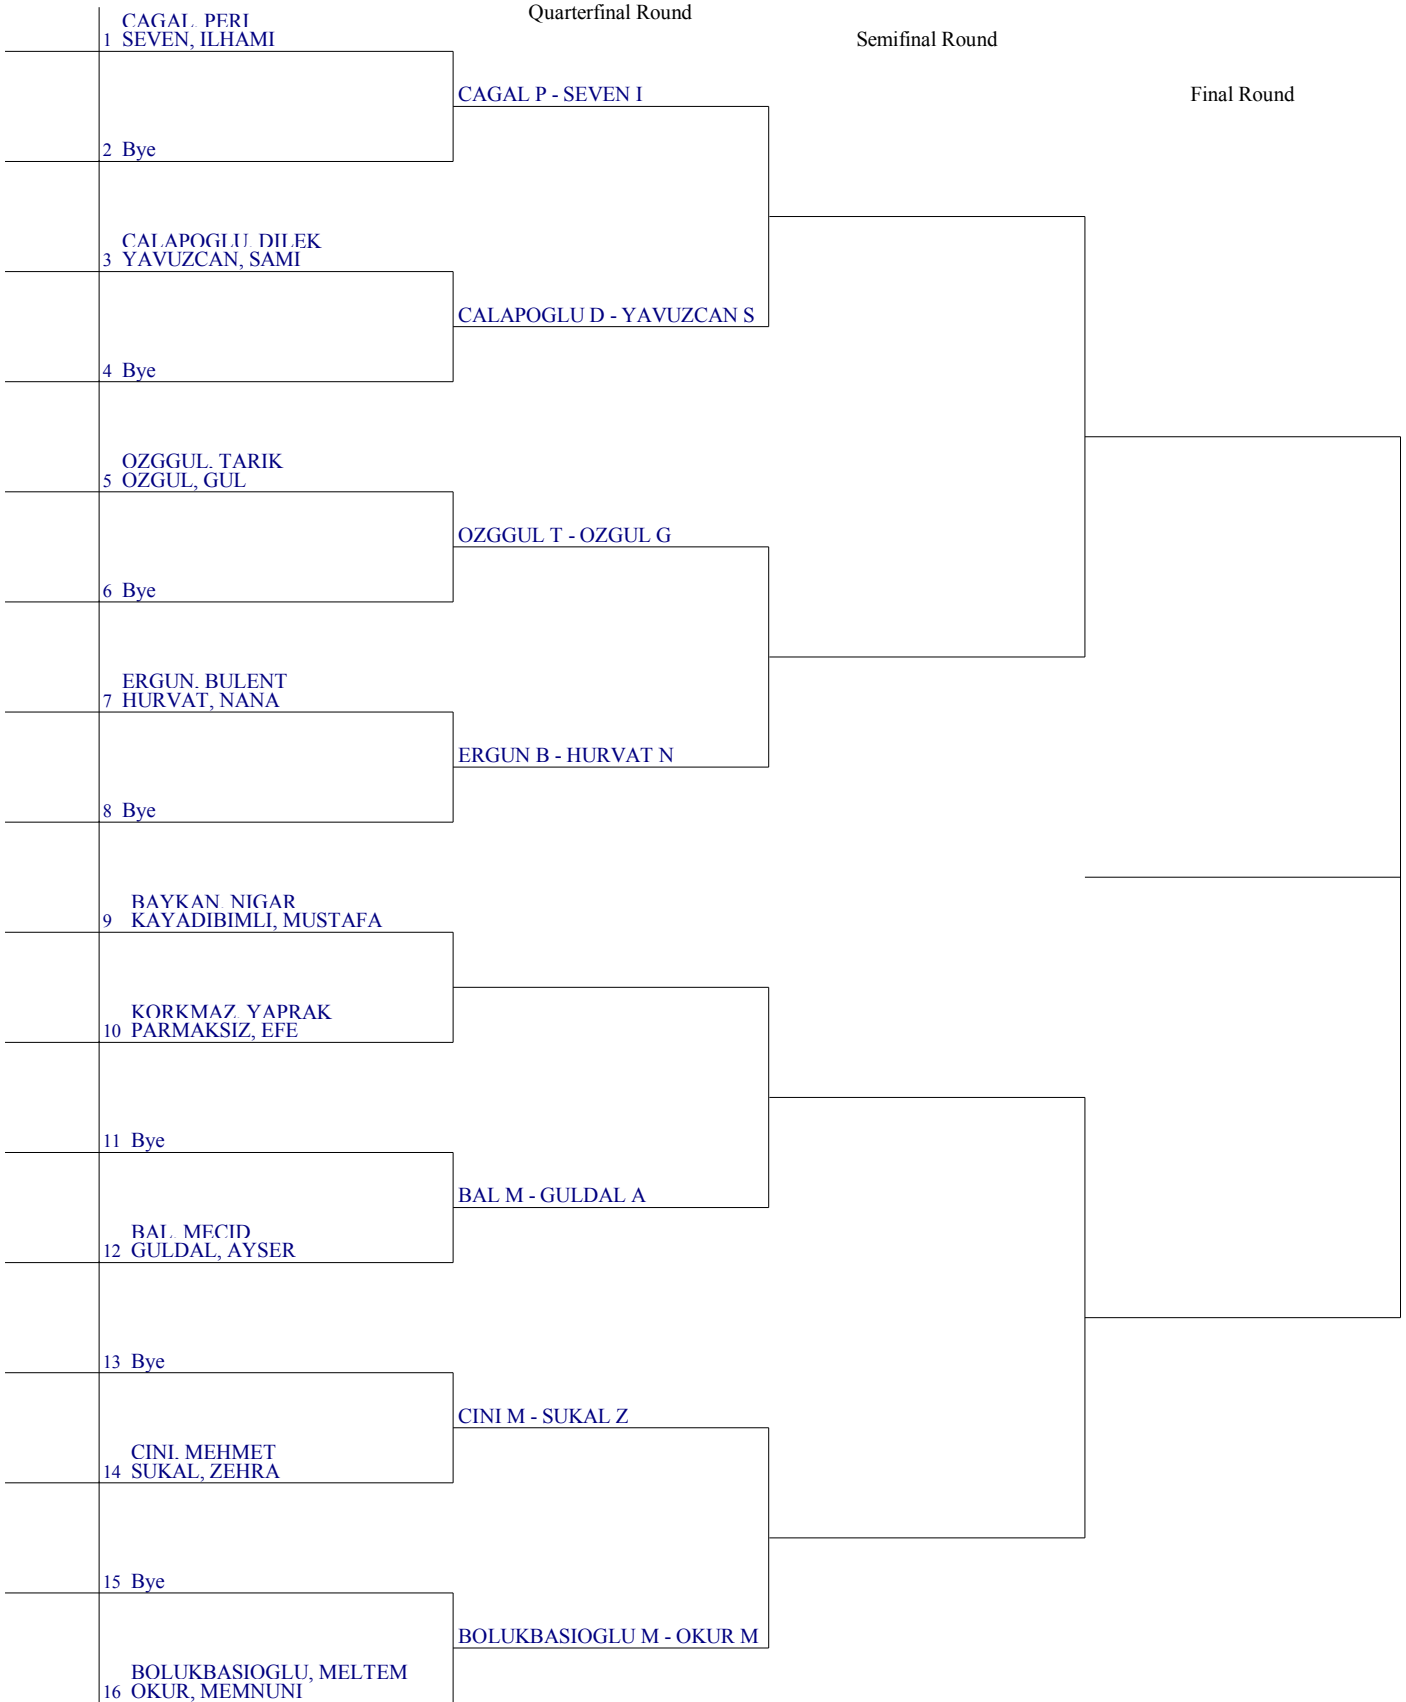 Quarterfinal Round
Semifinal Round
Final Round
CAGAL, PERI
1 SEVEN, ILHAMI
CAGAL P - SEVEN I
2 Bye
CALAPOGLU, DILEK
3 YAVUZCAN, SAMI
CALAPOGLU D - YAVUZCAN S
4 Bye
OZGGUL, TARIK
5 OZGUL, GUL
OZGGUL T - OZGUL G
6 Bye
ERGUN, BULENT
7 HURVAT, NANA
ERGUN B - HURVAT N
8 Bye
BAYKAN, NIGAR
9 KAYADIBIMLI, MUSTAFA
KORKMAZ, YAPRAK
10 PARMAKSIZ, EFE
11 Bye
BAL M - GULDAL A
BAL, MECID
12 GULDAL, AYSER
13 Bye
CINI M - SUKAL Z
CINI, MEHMET
14 SUKAL, ZEHRA
15 Bye
BOLUKBASIOGLU M - OKUR M
BOLUKBASIOGLU, MELTEM
16 OKUR, MEMNUNI